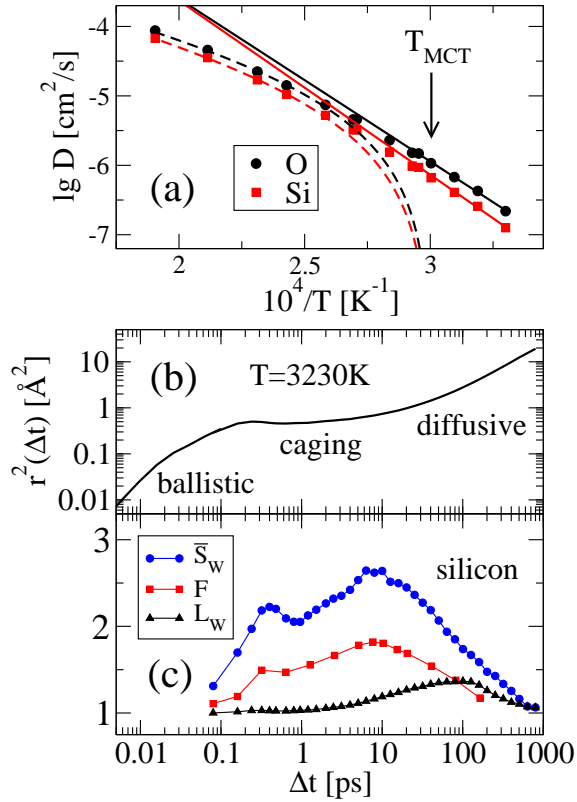 -4
-5
-6
-7
lg D [cm²/s]
T_MCT
O
Si
(a)
2
2.5
3
10⁴/T [K⁻¹]
10
1
0.1
0.01
r²(Δt) [Å²]
(b)
T=3230K
ballistic
caging
diffusive
3
2
1
S̅_W
F
L_W
silicon
(c)
0.01
0.1
1
10
100
1000
Δt [ps]